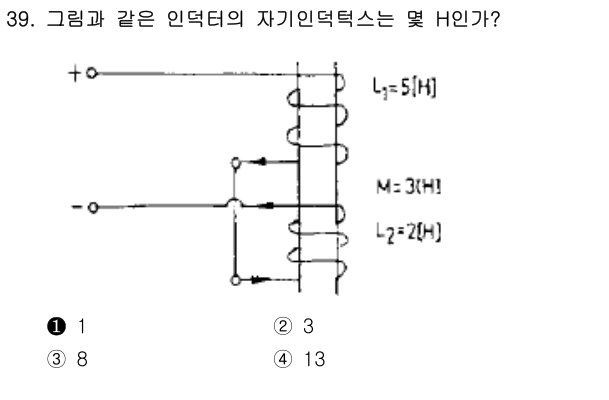 39. 그림과 같은 인덕터의 자기인덕턱스는 몇 H인가?
+
L₁=5[H]
M=3[H]
-
L₂=2[H]
❶ 1
② 3
③ 8
④ 13